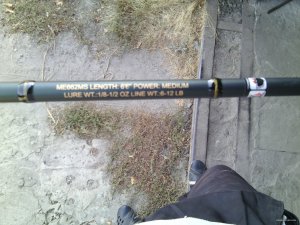 ME662MS LENGTH: 6'6" POWER: MEDIUM
LURE WT.:1/8-1/2 OZ LINE WT.:6-12 LB